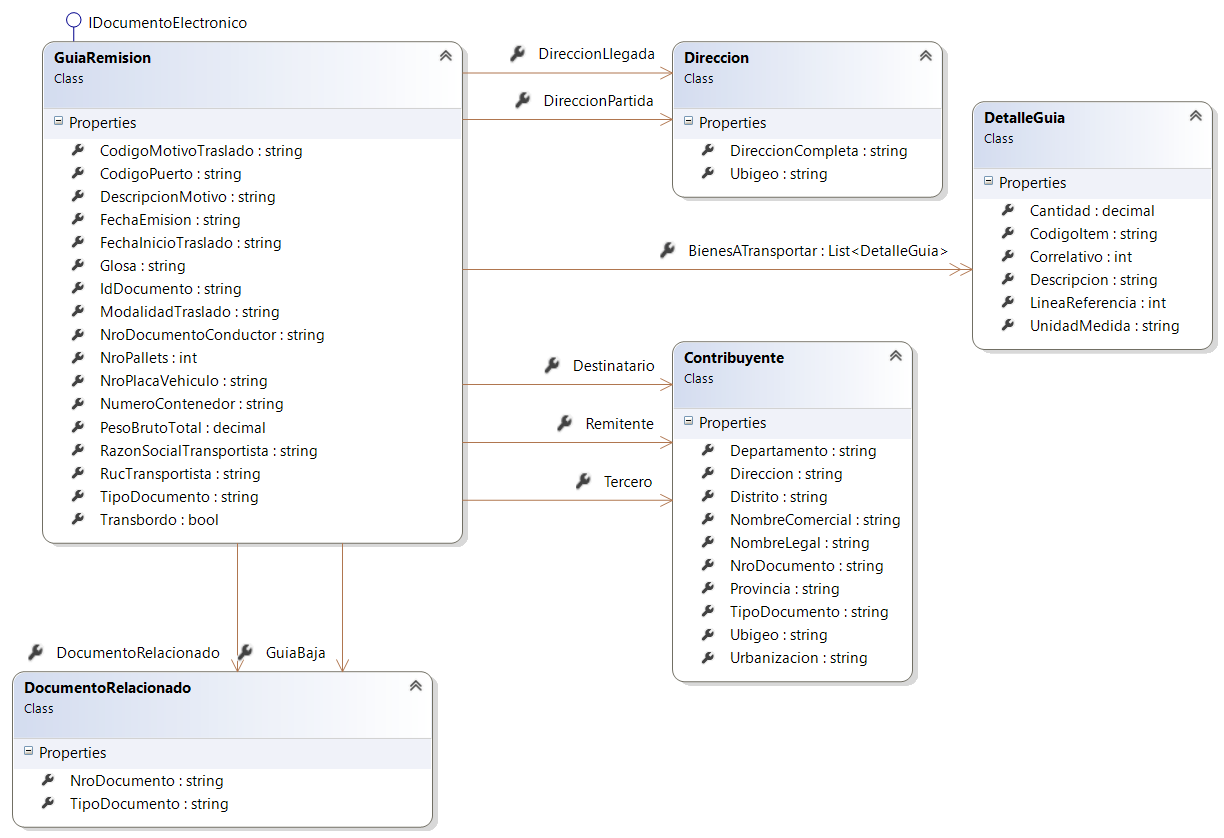 IDocumentoElectronico
GuiaRemision
Class
Properties
CodigoMotivoTraslado : string
CodigoPuerto : string
DescripcionMotivo : string
FechaEmision : string
FechaInicioTraslado : string
Glosa : string
IdDocumento : string
ModalidadTraslado : string
NroDocumentoConductor : string
NroPallets : int
NroPlacaVehiculo : string
NumeroContenedor : string
PesoBrutoTotal : decimal
RazonSocialTransportista : string
RucTransportista : string
TipoDocumento : string
Transbordo : bool
DireccionLlegada
DireccionPartida
Direccion
Class
Properties
DireccionCompleta : string
Ubigeo : string
BienesATransportar : List<DetalleGuia>
DetalleGuia
Class
Properties
Cantidad : decimal
CodigoItem : string
Correlativo : int
Descripcion : string
LineaReferencia : int
UnidadMedida : string
Destinatario
Remitente
Tercero
Contribuyente
Class
Properties
Departamento : string
Direccion : string
Distrito : string
NombreComercial : string
NombreLegal : string
NroDocumento : string
Provincia : string
TipoDocumento : string
Ubigeo : string
Urbanizacion : string
DocumentoRelacionado
GuiaBaja
DocumentoRelacionado
Class
Properties
NroDocumento : string
TipoDocumento : string